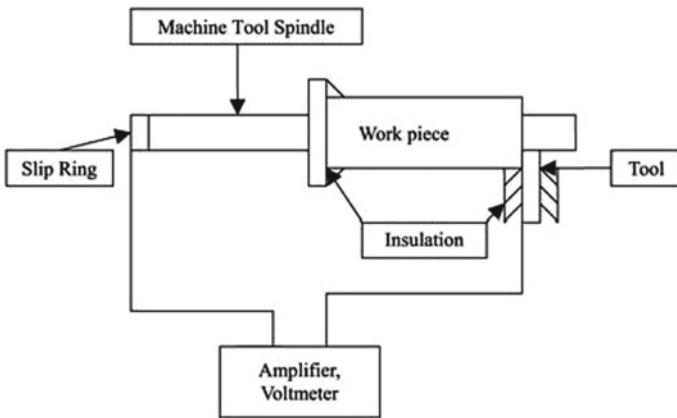 Machine Tool Spindle
Work piece
Slip Ring
Tool
Insulation
Amplifier,
Voltmeter